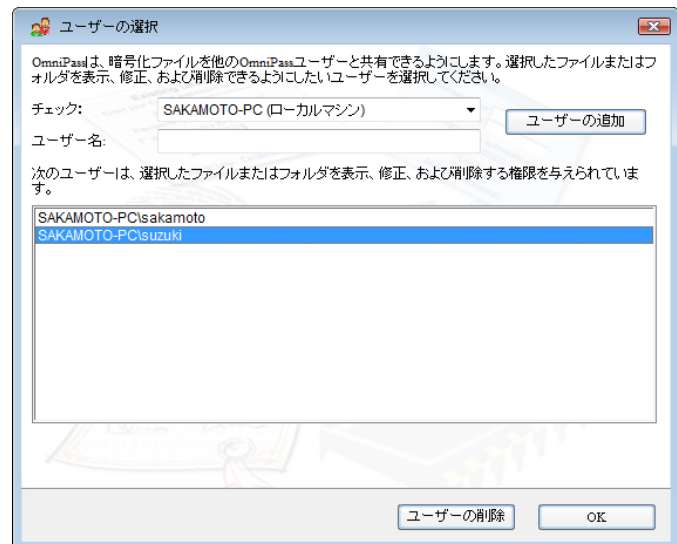 ユーザーの選択
OmniPassは、暗号化ファイルを他のOmniPassユーザーと共有できるようにします。選択したファイルまたはフ
ォルダを表示、修正、および削除できるようにしたいユーザーを選択してください。
チェック:
SAKAMOTO-PC (ローカルマシン)
ユーザーの追加
ユーザー名:
次のユーザーは、選択したファイルまたはフォルダを表示、修正、および削除する権限を与えられていま
す。
SAKAMOTO-PC\sakamoto
SAKAMOTO-PC\suzuki
ユーザーの削除
OK